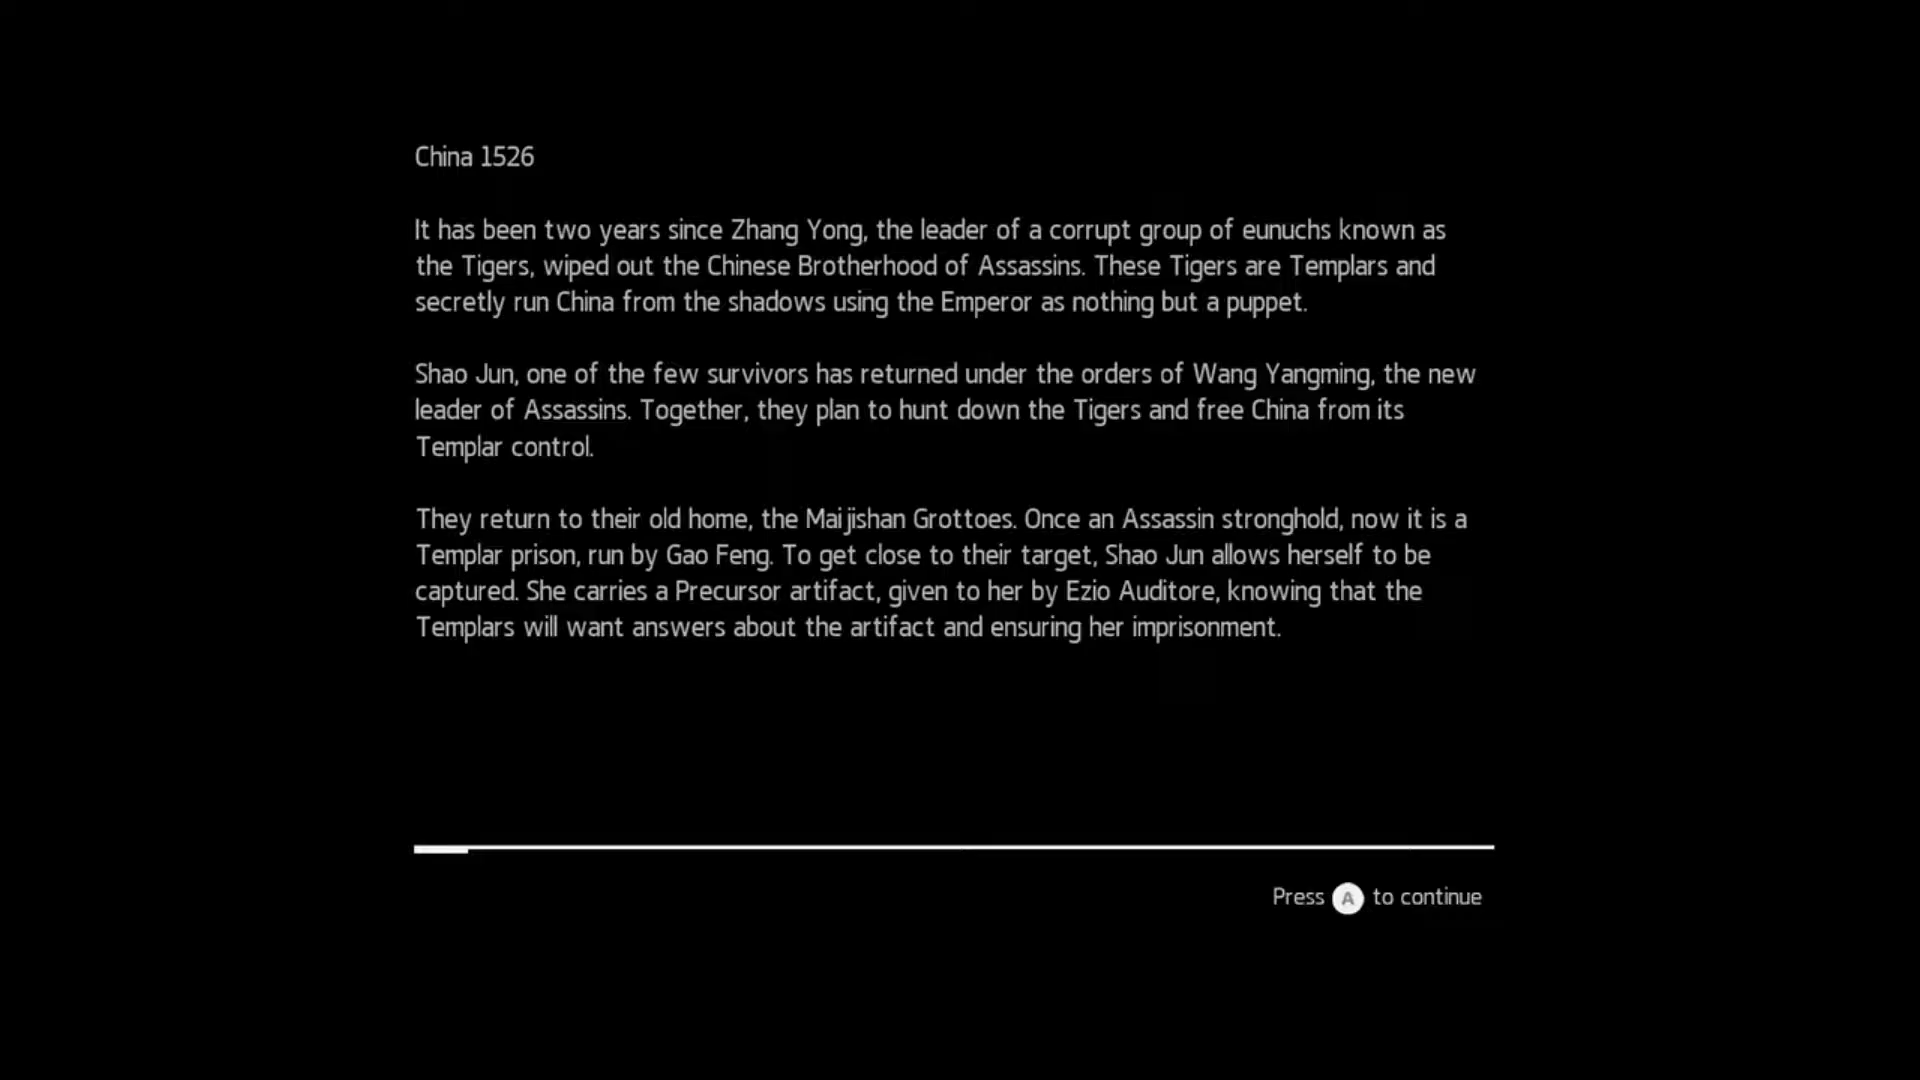 China 1526
It has been two years since Zhang Yong, the leader of a corrupt group of eunuchs known as
the Tigers, wiped out the Chinese Brotherhood of Assassins. These Tigers are Templars and
secretly run China from the shadows using the Emperor as nothing but a puppet.
Shao Jun, one of the few survivors has returned under the orders of Wang Yangming, the new
leader of Assassins. Together, they plan to hunt down the Tigers and free China from its
Templar control.
They return to their old home, the Maijishan Grottoes. Once an Assassin stronghold, now it is a
Templar prison, run by Gao Feng. To get close to their target, Shao Jun allows herself to be
captured. She carries a Precursor artifact, given to her by Ezio Auditore, knowing that the
Templars will want answers about the artifact and ensuring her imprisonment.
Press A to continue